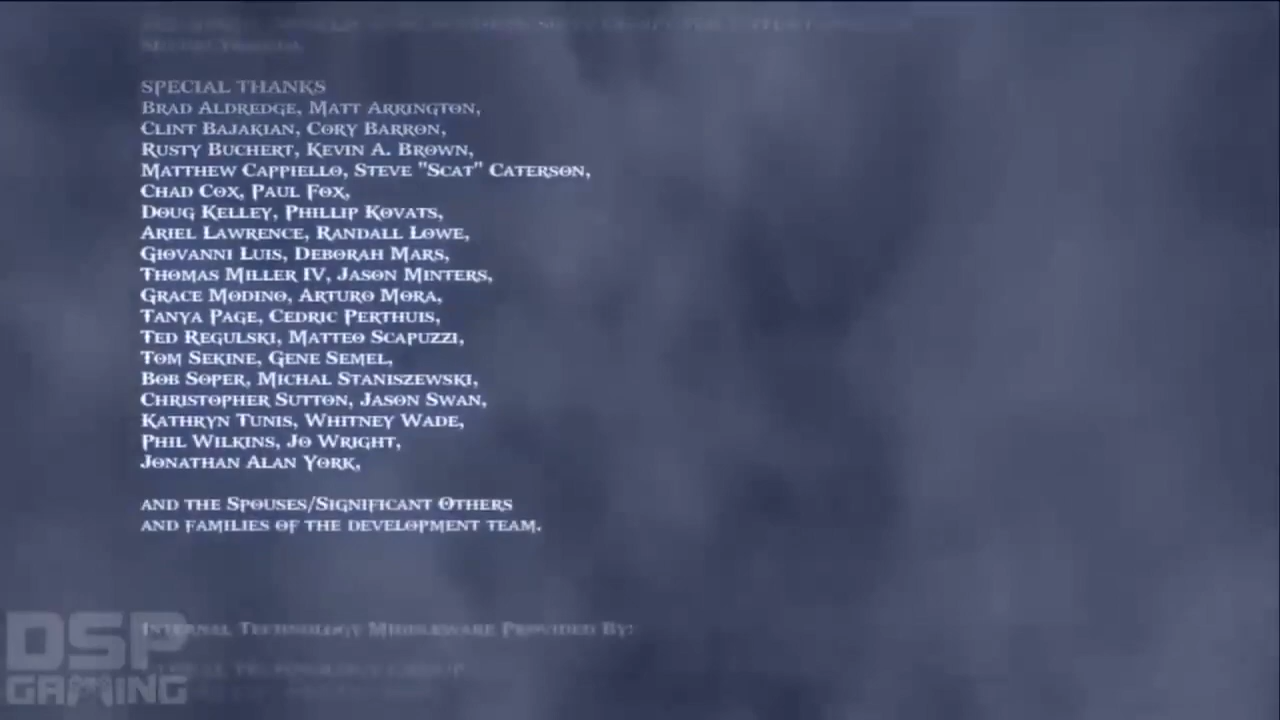 SPECIAL THANKS
BRAD ALDREDGE, MATT ARRINGTON,
CLINT BAJAKIAN, CORY BARRON,
RUSTY BUCHERT, KEVIN A. BROWN,
MATTHEW CAPPIELLO, STEVE "SCAT" CATERSON,
CHAD COX, PAUL FOX,
DOUG KELLEY, PHILLIP KOVATS,
ARIEL LAWRENCE, RANDALL LOWE,
GIOVANNI LUIS, DEBORAH MARS,
THOMAS MILLER IV, JASON MINTERS,
GRACE MODINO, ARTURO MORA,
TANYA PAGE, CEDRIC PERTHUIS,
TED REGULSKI, MATTEO SCAPUZZI,
TOM SEKINE, GENE SEMEL,
BOB SOPER, MICHAL STANISZEWSKI,
CHRISTOPHER SUTTON, JASON SWAN,
KATHRYN TUNIS, WHITNEY WADE,
PHIL WILKINS, JO WRIGHT,
JONATHAN ALAN YORK,
AND THE SPOUSES/SIGNIFICANT OTHERS
AND FAMILIES OF THE DEVELOPMENT TEAM.
INTERNAL TECHNOLOGY MIDDLEWARE PROVIDED BY:
DSP
GAMING